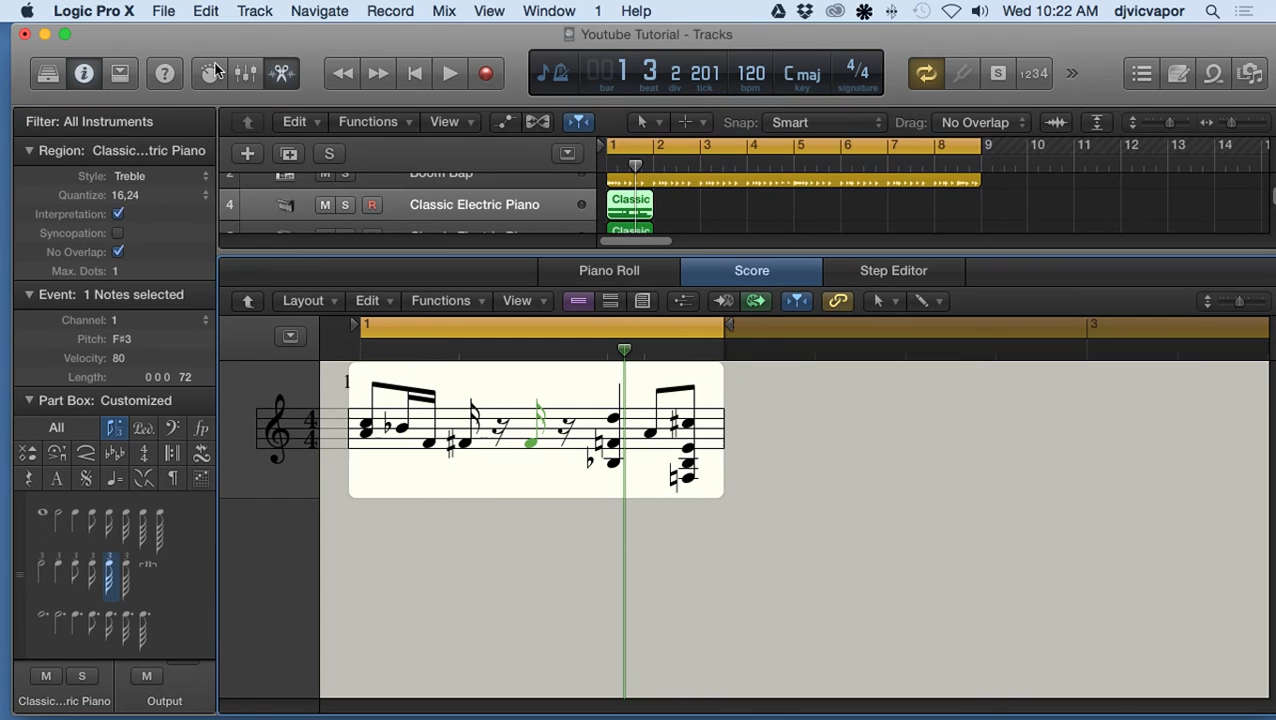 Logic Pro X File Edit Track Navigate Record Mix View Window 1 Help Wed 10:22 AM djvicvapor
Youtube Tutorial - Tracks
001 3 2 201 120 C maj 4/4 1234
bar beat div tick bpm key signature
Filter: All Instruments
Edit Functions View Snap: Smart Drag: No Overlap
Region: Classic...tric Piano
S
1 2 3 4 5 6 7 8 9 10 11 12 13 14
Style: Treble
2 M S Boom Bap
Quantize: 16,24
4 M S R Classic Electric Piano Classic
Interpretation:
Syncopation:
Classic
No Overlap:
Max. Dots: 1
Piano Roll Score Step Editor
Event: 1 Notes selected
Layout Edit Functions View
Channel: 1
1 3
Pitch: F♯3
Velocity: 80
Length: 0 0 0 72
1
Part Box: Customized
All Ped.
4/4
M S M
Classic...ric Piano Output